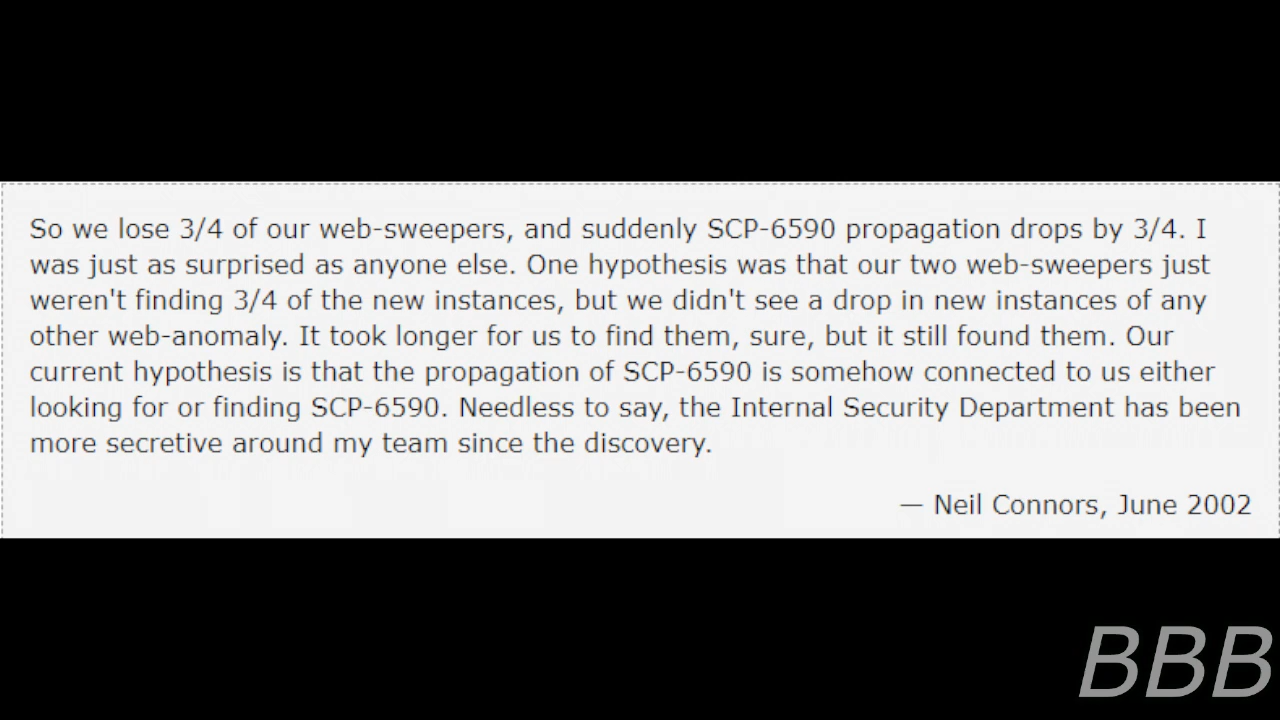 So we lose 3/4 of our web-sweepers, and suddenly SCP-6590 propagation drops by 3/4. I
was just as surprised as anyone else. One hypothesis was that our two web-sweepers just
weren't finding 3/4 of the new instances, but we didn't see a drop in new instances of any
other web-anomaly. It took longer for us to find them, sure, but it still found them. Our
current hypothesis is that the propagation of SCP-6590 is somehow connected to us either
looking for or finding SCP-6590. Needless to say, the Internal Security Department has been
more secretive around my team since the discovery.
— Neil Connors, June 2002
BBB